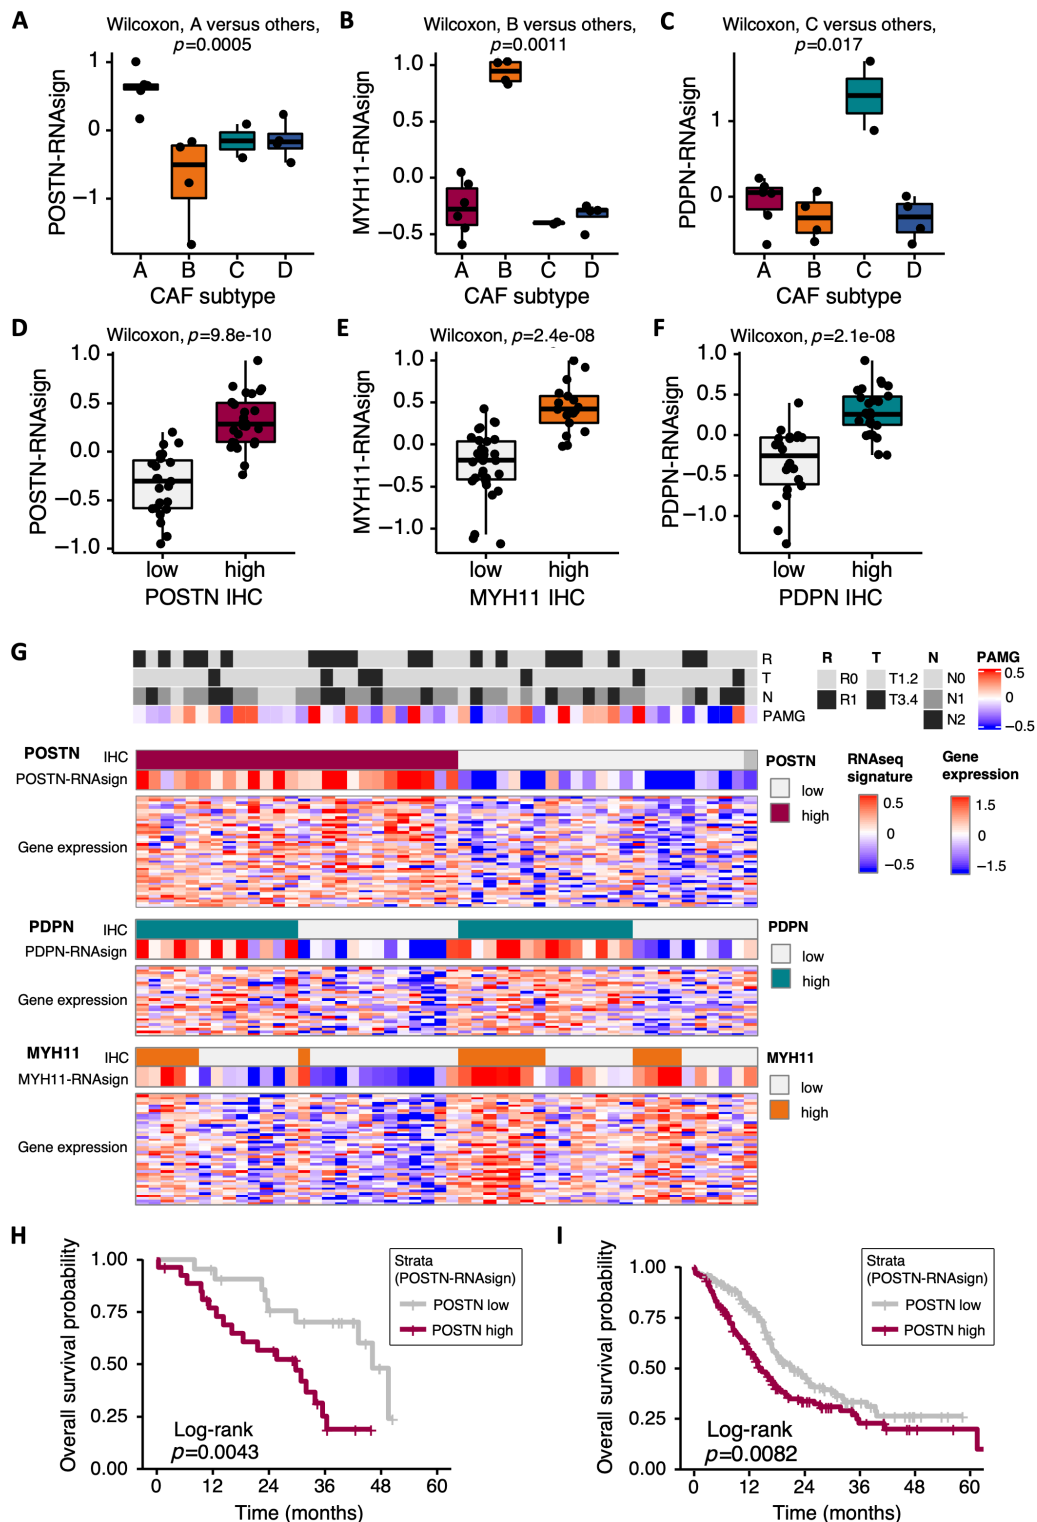 A
Wilcoxon, A versus others,
p=0.0005
POSTN-RNAsign
1
0
−1
A B C D
CAF subtype
B
Wilcoxon, B versus others,
p=0.0011
MYH11-RNAsign
1.0
0.5
0.0
−0.5
A B C D
CAF subtype
C
Wilcoxon, C versus others,
p=0.017
PDPN-RNAsign
1
0
A B C D
CAF subtype
D
Wilcoxon, p=9.8e-10
POSTN-RNAsign
1.0
0.5
0.0
−0.5
−1.0
low high
POSTN IHC
E
Wilcoxon, p=2.4e-08
MYH11-RNAsign
1.0
0.5
0.0
−0.5
−1.0
low high
MYH11 IHC
F
Wilcoxon, p=2.1e-08
PDPN-RNAsign
1.0
0.5
0.0
−0.5
−1.0
low high
PDPN IHC
G
R
T
N
PAMG
R
R0
R1
T
T1.2
T3.4
N
N0
N1
N2
PAMG
0.5
0
−0.5
POSTN IHC
POSTN-RNAsign
Gene expression
POSTN
low
high
RNAseq
signature
0.5
0
−0.5
Gene
expression
1.5
0
−1.5
PDPN IHC
PDPN-RNAsign
Gene expression
PDPN
low
high
MYH11 IHC
MYH11-RNAsign
Gene expression
MYH11
low
high
H
Overall survival probability
1.00
0.75
0.50
0.25
0.00
Strata
(POSTN-RNAsign)
POSTN low
POSTN high
Log-rank
p=0.0043
0 12 24 36 48 60
Time (months)
I
Overall survival probability
1.00
0.75
0.50
0.25
0.00
Strata
(POSTN-RNAsign)
POSTN low
POSTN high
Log-rank
p=0.0082
0 12 24 36 48 60
Time (months)